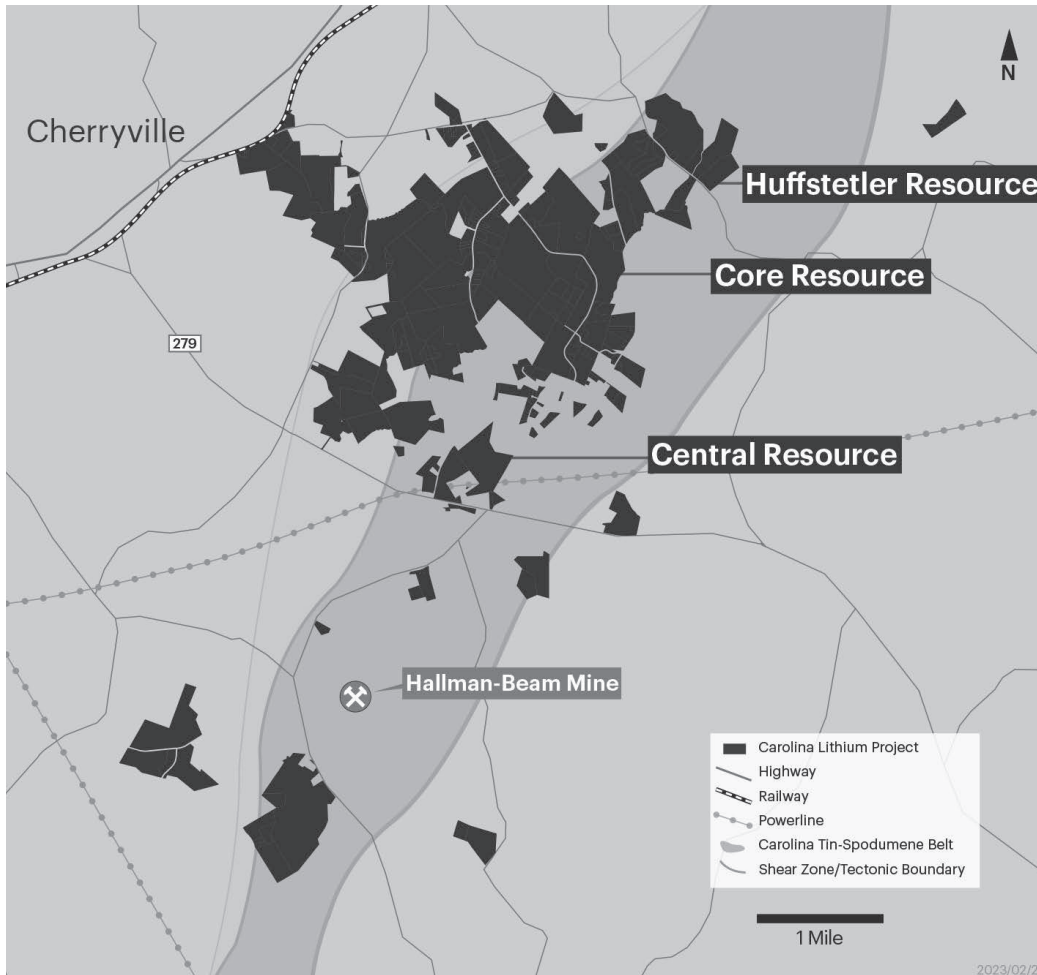 N
Cherryville
Huffstetler Resource
Core Resource
279
Central Resource
Hallman-Beam Mine
Carolina Lithium Project
Highway
Railway
Powerline
Carolina Tin-Spodumene Belt
Shear Zone/Tectonic Boundary
1 Mile
2023/02/2